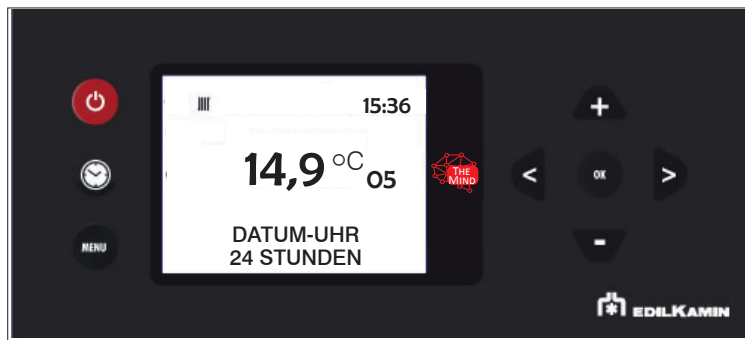 15:36
14,9 °C 05
THE MIND
< OK >
+
MENU
-
DATUM-UHR
24 STUNDEN
EDILKAMIN